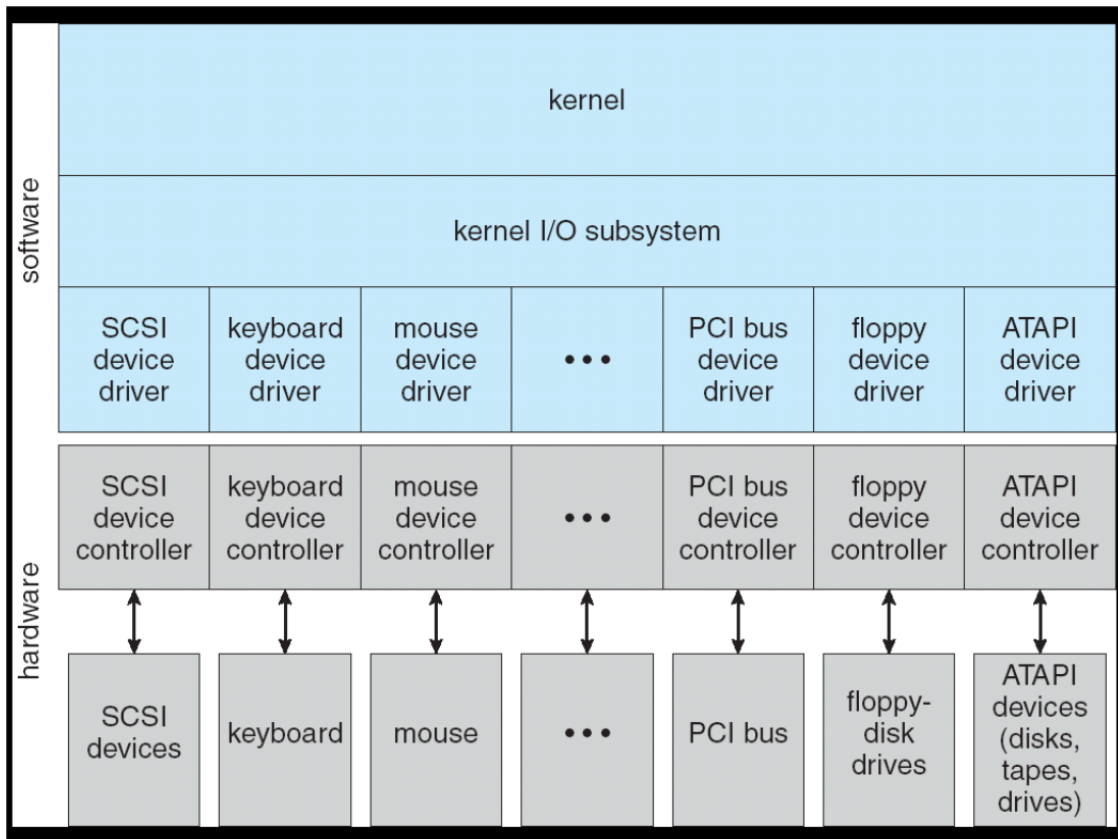 software
kernel
kernel I/O subsystem
SCSI
device
driver
keyboard
device
driver
mouse
device
driver
•••
PCI bus
device
driver
floppy
device
driver
ATAPI
device
driver
hardware
SCSI
device
controller
keyboard
device
controller
mouse
device
controller
•••
PCI bus
device
controller
floppy
device
controller
ATAPI
device
controller
SCSI
devices
keyboard
mouse
•••
PCI bus
floppy-
disk
drives
ATAPI
devices
(disks,
tapes,
drives)